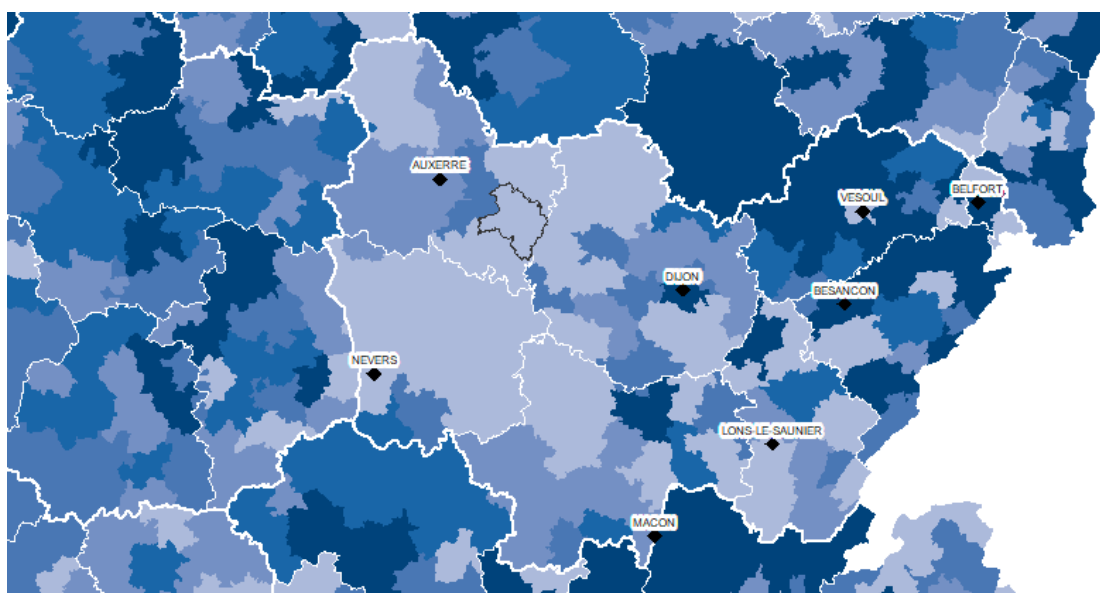 AUXERRE
BELFORT
VESOUL
DIJON
BESANCON
NEVERS
LONS-LE-SAUNIER
MACON